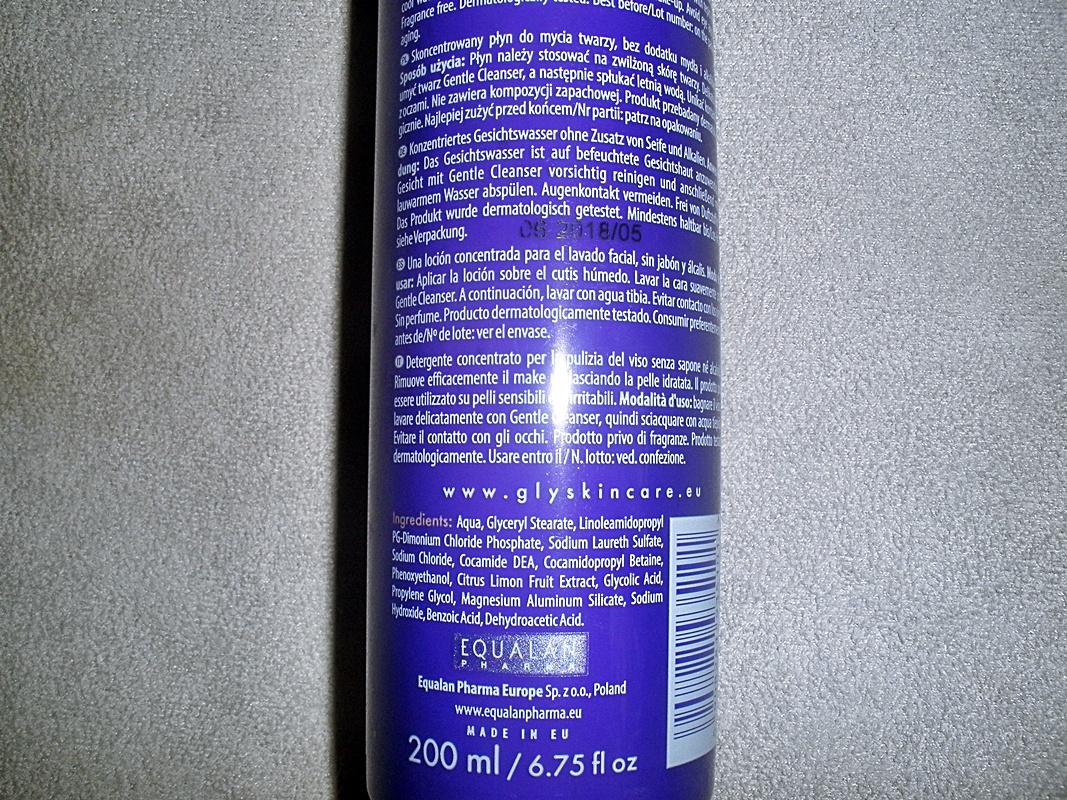 Fragrance free. Dermatologically tested. Best before/Lot number: on the
aging.
PL Skoncentrowany płyn do mycia twarzy, bez dodatku mydła i
Sposób użycia: Płyn należy stosować na zwilżoną skórę twarzy.
umyć twarz Gentle Cleanser, a następnie spłukać letnią wodą. Unikać
z oczami. Nie zawiera kompozycji zapachowej. Produkt przebadany
gicznie. Najlepiej zużyć przed końcem/Nr partii: patrz na opakowaniu.
DE Konzentriertes Gesichtswasser ohne Zusatz von Seife und Alkalien.
dung: Das Gesichtswasser ist auf befeuchtete Gesichtshaut
Gesicht mit Gentle Cleanser vorsichtig reinigen und
lauwarmem Wasser abspülen. Augenkontakt vermeiden. Frei von
Das Produkt wurde dermatologisch getestet. Mindestens haltbar
siehe Verpackung.
2018/05
ES Una loción concentrada para el lavado facial, sin jabón y álcalis.
usar: Aplicar la loción sobre el cutis húmedo. Lavar la cara
Gentle Cleanser. A continuación, lavar con agua tibia. Evitar contacto con
Sin perfume. Producto dermatologicamente testado. Consumir
antes de/Nº de lote: ver el envase.
IT Detergente concentrato per pulizia del viso senza sapone né
Rimuove efficacemente il make lasciando la pelle idratata. Il
essere utilizzato su pelli sensibili irritabili. Modalità d'uso: bagnare
lavare delicatamente con Gentle Cleanser, quindi sciacquare con acqua
Evitare il contatto con gli occhi. Prodotto privo di fragranze. Prodotto
dermatologicamente. Usare entro il / N. lotto: ved. confezione.
www.glyskincare.eu
Ingredients: Aqua, Glyceryl Stearate, Linoleamidopropyl
PG-Dimonium Chloride Phosphate, Sodium Laureth Sulfate,
Sodium Chloride, Cocamide DEA, Cocamidopropyl Betaine,
Phenoxyethanol, Citrus Limon Fruit Extract, Glycolic Acid,
Propylene Glycol, Magnesium Aluminum Silicate, Sodium
Hydroxide, Benzoic Acid, Dehydroacetic Acid.
EQUALAN
PHARMA
Equalan Pharma Europe Sp. z o.o., Poland
www.equalanpharma.eu
MADE IN EU
200 ml / 6.75 fl oz